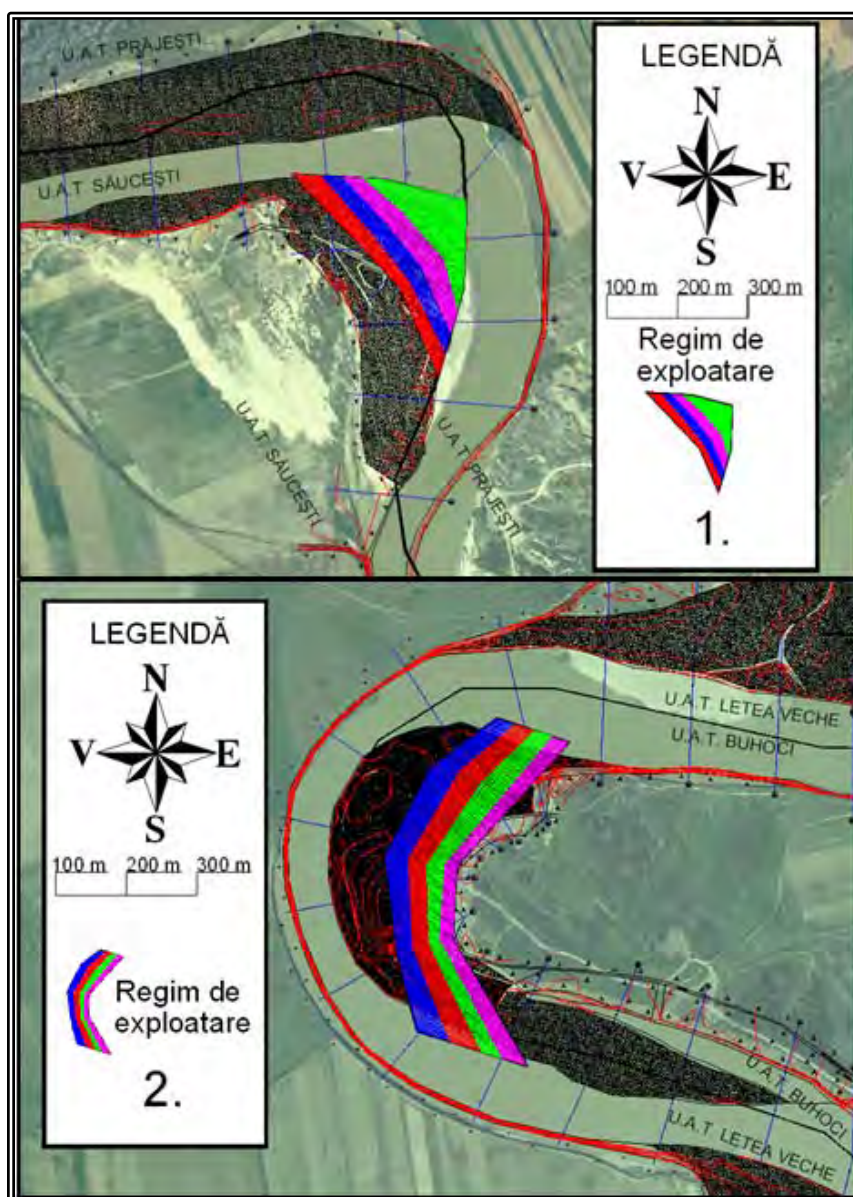 U.A.T PRĂJEȘTI
U.A.T SĂUCEȘTI
U.A.T SĂUCEȘTI
U.A.T PRĂJEȘTI
LEGENDĂ
N
V E
S
100 m 200 m 300 m
Regim de
exploatare
1.
LEGENDĂ
N
V E
S
100 m 200 m 300 m
Regim de
exploatare
2.
U.A.T LETEA VECHE
U.A.T. BUHOCI
U.A.T. BUHOCI
U.A.T LETEA VECHE